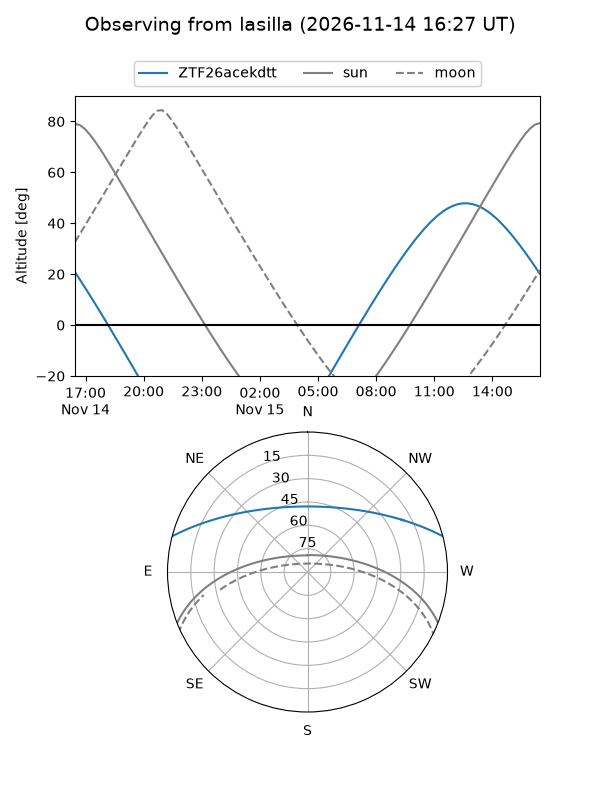 Observing from lasilla (2026-11-14 16:27 UT)
ZTF26acekdtt sun moon
Altitude [deg]
80
60
40
20
0
−20
17:00 20:00 23:00 02:00 05:00 08:00 11:00 14:00
Nov 14 Nov 15
N
NE NW
15
30
45
60
75
E W
SE SW
S